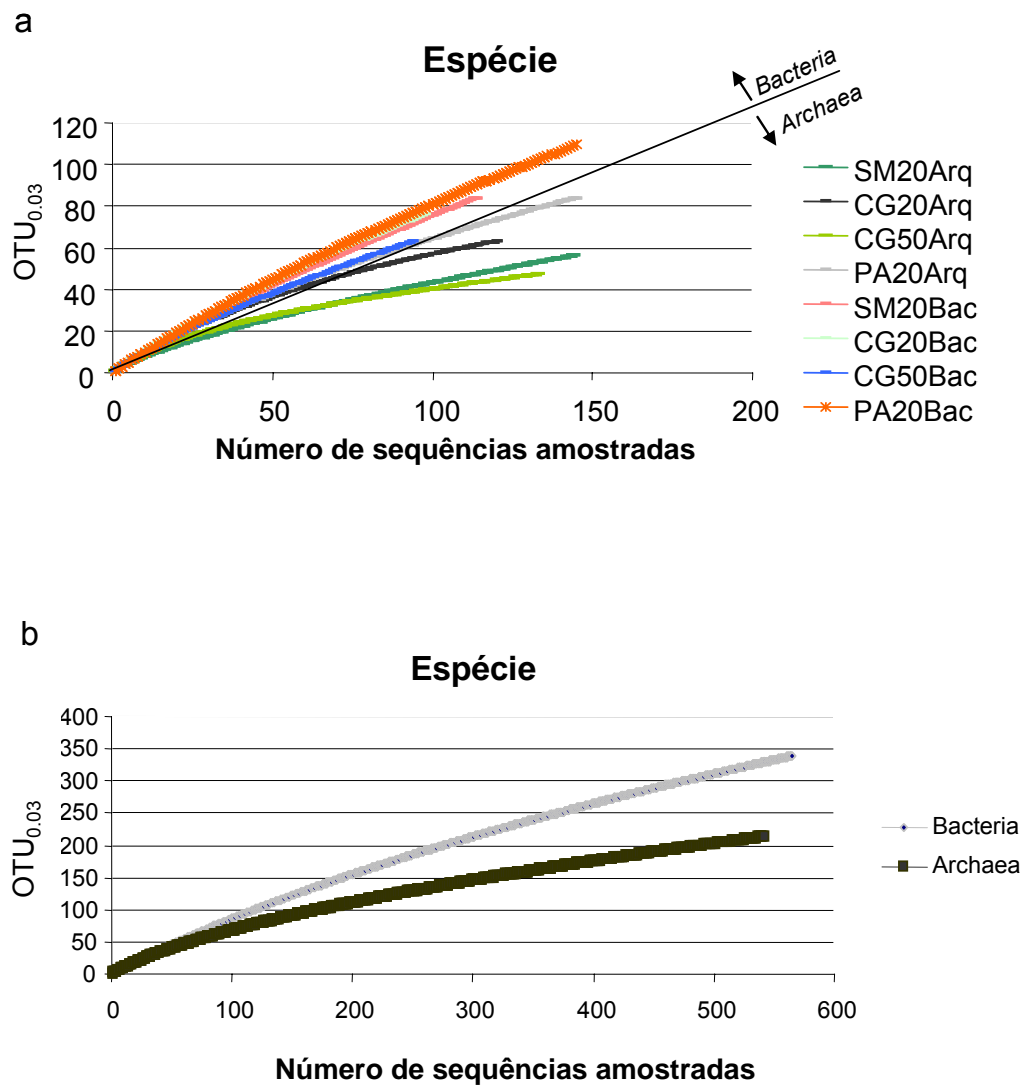 a
Espécie
Bacteria
Archaea
120
100
80
60
40
20
0
OTU0.03
0 50 100 150 200
Número de sequências amostradas
SM20Arq
CG20Arq
CG50Arq
PA20Arq
SM20Bac
CG20Bac
CG50Bac
PA20Bac
b
Espécie
400
350
300
250
200
150
100
50
0
OTU0.03
0 100 200 300 400 500 600
Número de sequências amostradas
Bacteria
Archaea